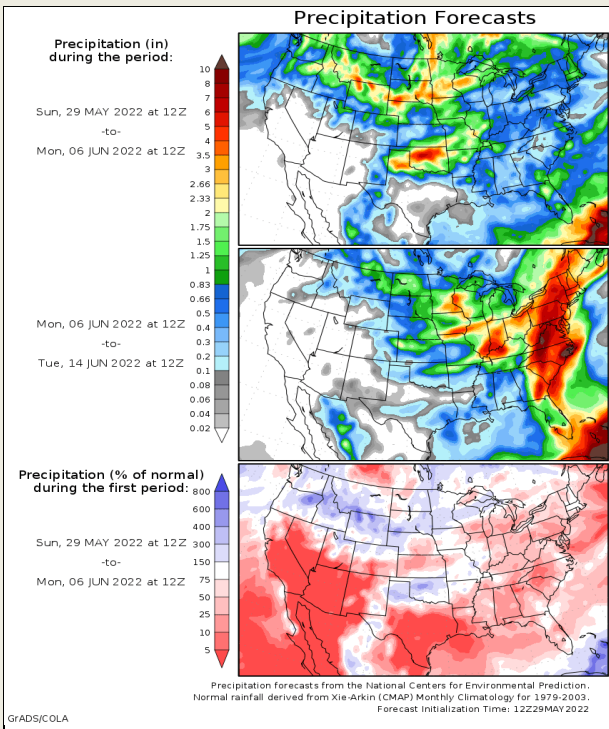 Precipitation Forecasts
Precipitation (in)
during the period:
Sun, 29 MAY 2022 at 12Z
-to-
Mon, 06 JUN 2022 at 12Z
10
8
7
6
5
4
3.5
3
2.66
2.33
2
1.75
1.5
1.25
1
0.83
0.66
0.5
0.4
0.3
0.2
0.1
0.08
0.06
0.04
0.02
Mon, 06 JUN 2022 at 12Z
-to-
Tue, 14 JUN 2022 at 12Z
Precipitation (% of normal)
during the first period:
Sun, 29 MAY 2022 at 12Z
-to-
Mon, 06 JUN 2022 at 12Z
800
600
400
300
150
75
50
25
10
5
Precipitation forecasts from the National Centers for Environmental Prediction.
Normal rainfall derived from Xie-Arkin (CMAP) Monthly Climatology for 1979-2003.
Forecast Initialization Time: 12Z29MAY2022
GrADS/COLA